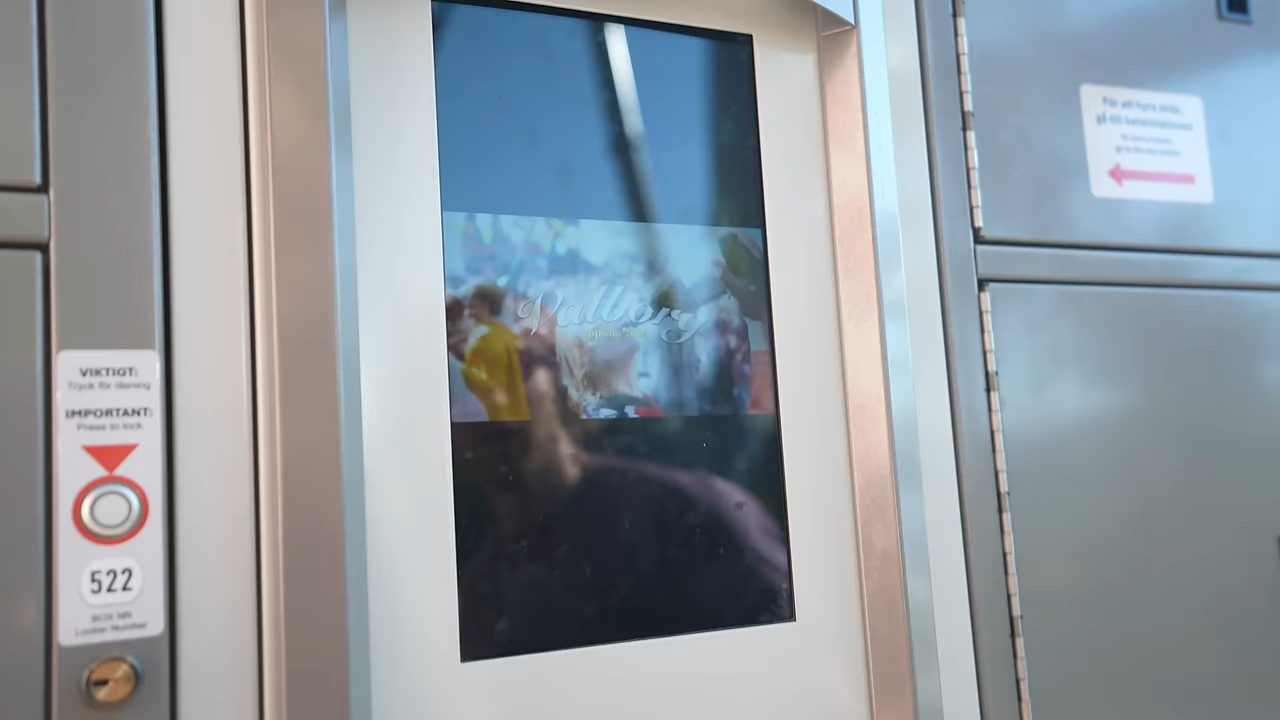 VIKTIGT:
Tryck för låsning
IMPORTANT:
Press to lock
522
BOX NR
Locker Number
Valborg
För att hyra skåp,
gå till betalstationen